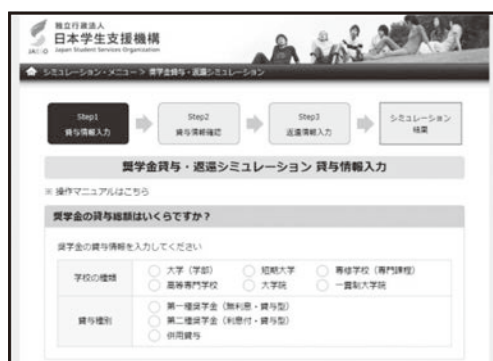 独立行政法人
日本学生支援機構
JASSO Japan Student Services Organization
シミュレーション・メニュー > 奨学金貸与・返還シミュレーション
Step1
貸与情報入力
Step2
貸与情報確認
Step3
返還情報入力
シミュレーション
結果
奨学金貸与・返還シミュレーション 貸与情報入力
※ 操作マニュアルはこちら
奨学金の貸与総額はいくらですか?
奨学金の貸与情報を入力してください
学校の種類
大学（学部） 短期大学 専修学校（専門課程）
高等専門学校 大学院 一貫制大学院
貸与種別
第一種奨学金（無利息・貸与型）
第二種奨学金（利息付・貸与型）
併用貸与